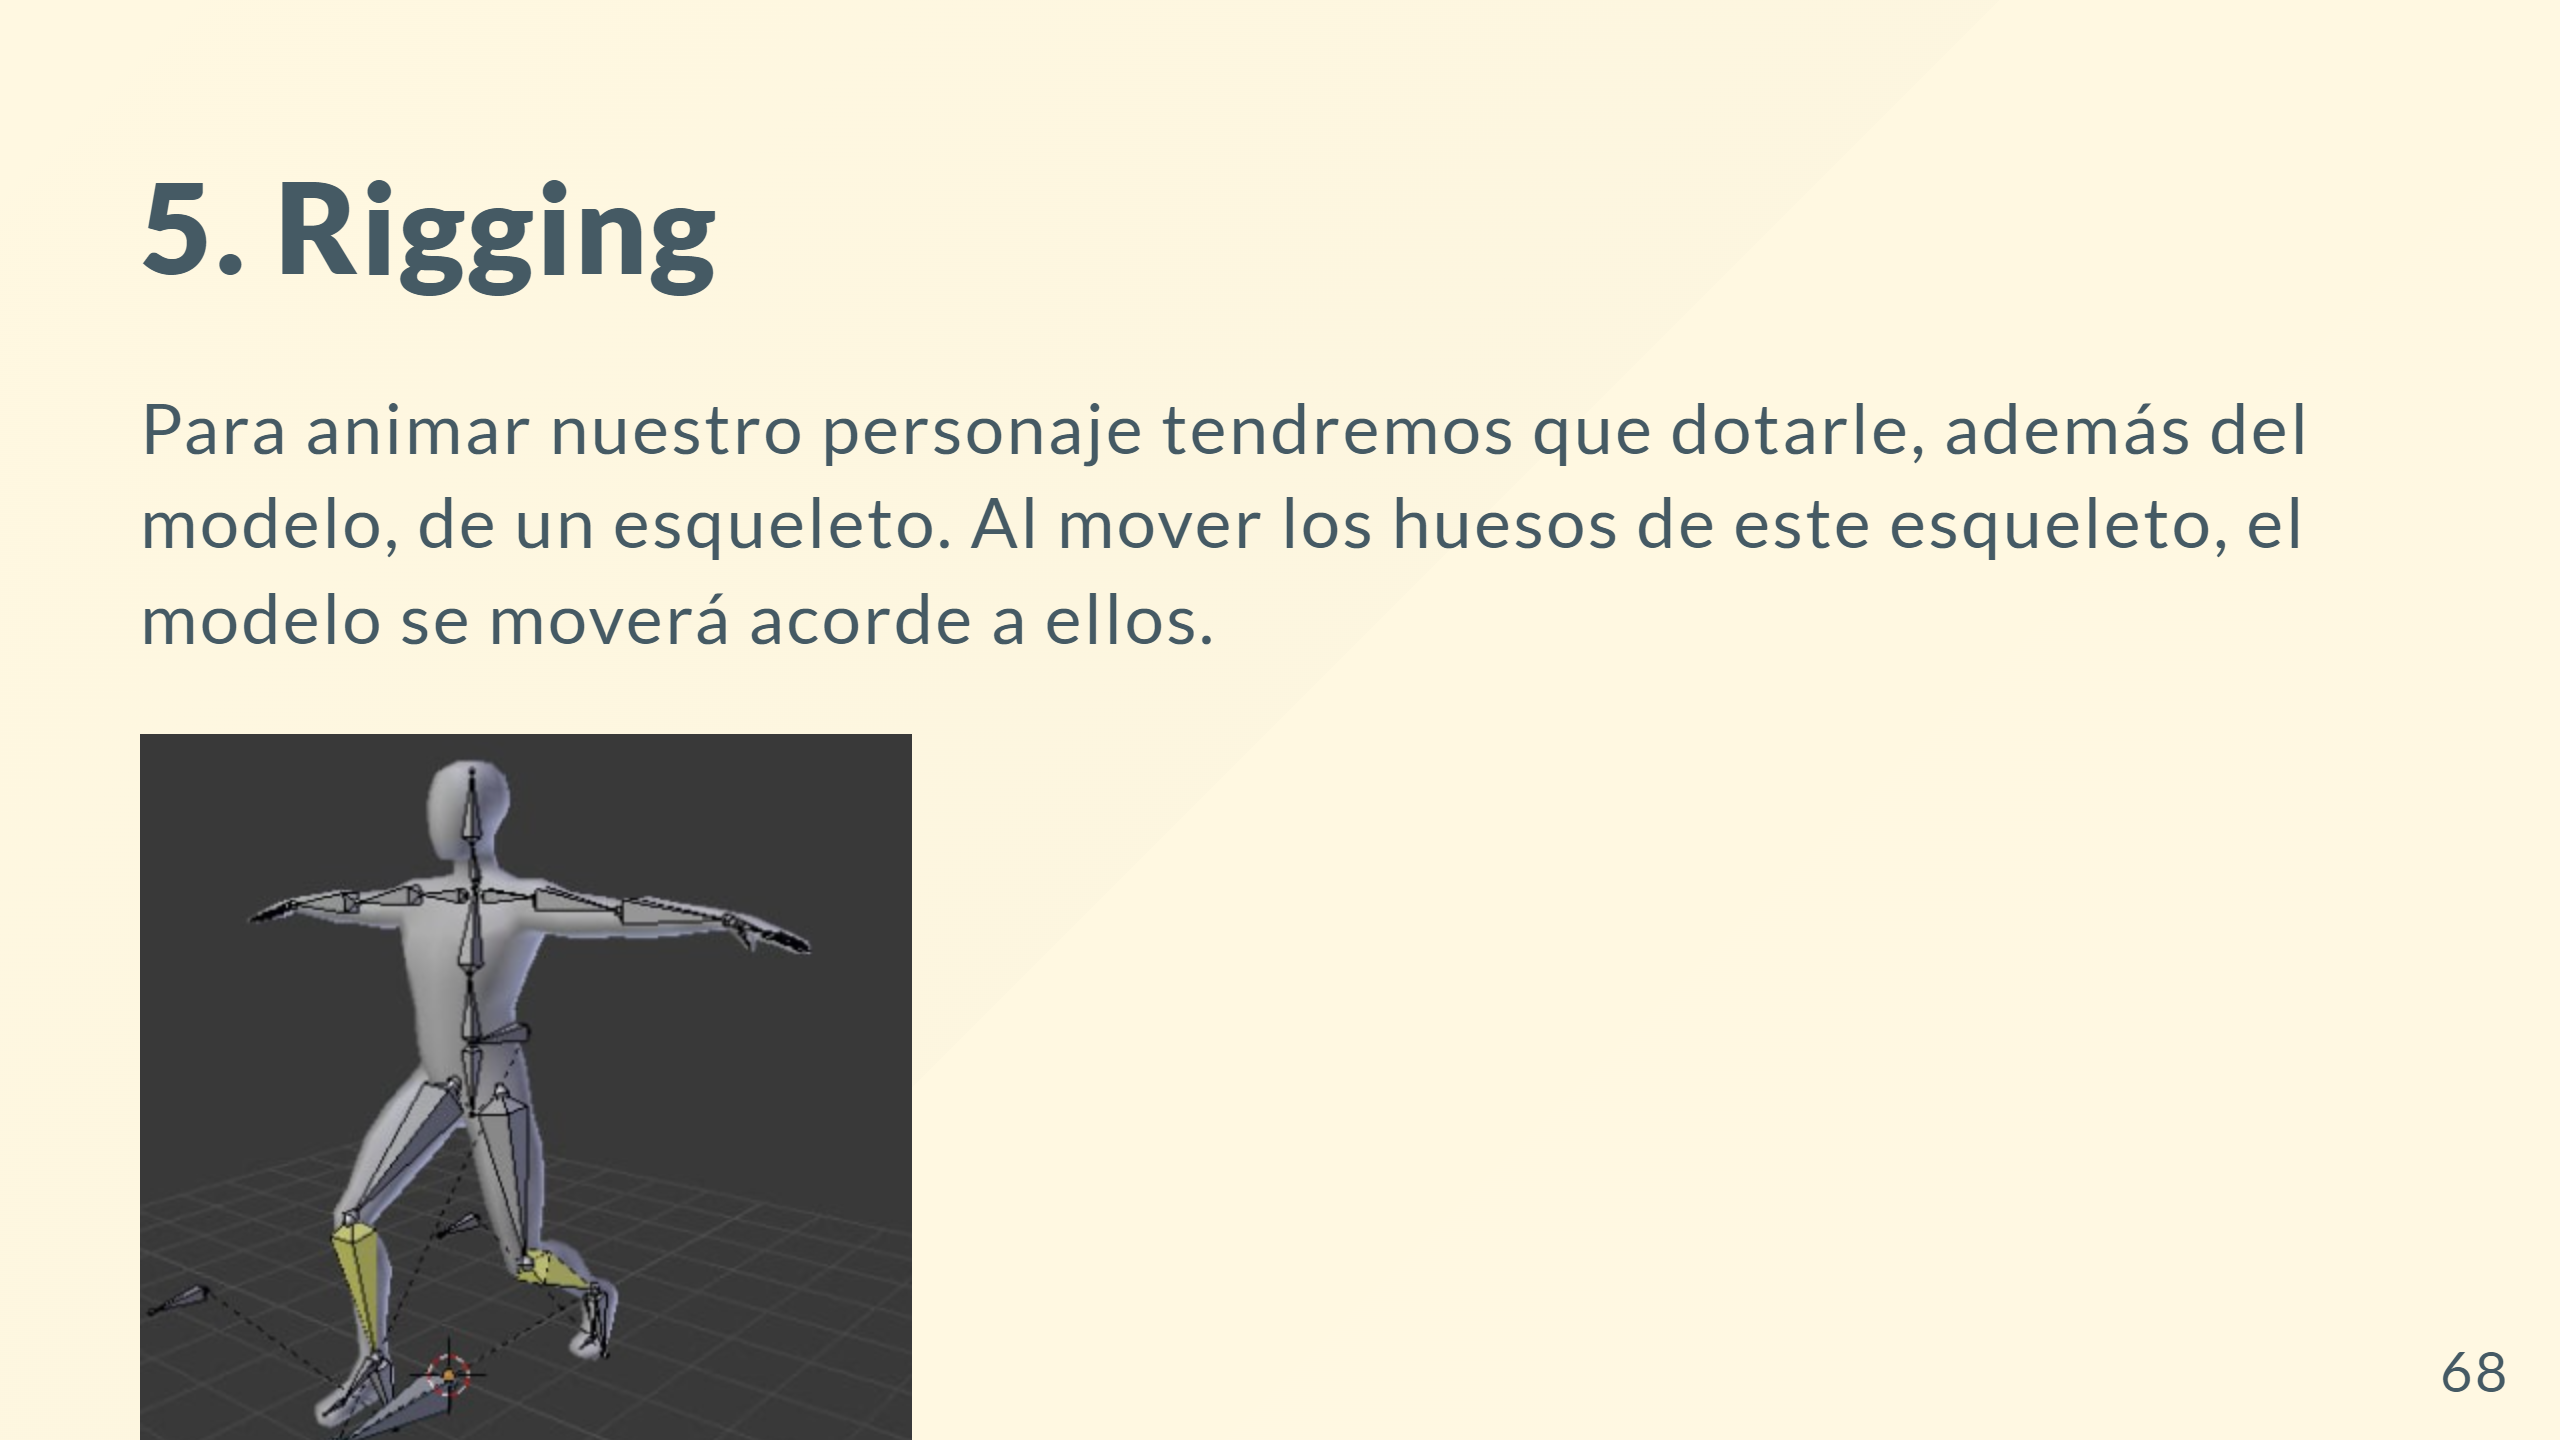 5. Rigging
Para animar nuestro personaje tendremos que dotarle, además del
modelo, de un esqueleto. Al mover los huesos de este esqueleto, el
modelo se moverá acorde a ellos.
68